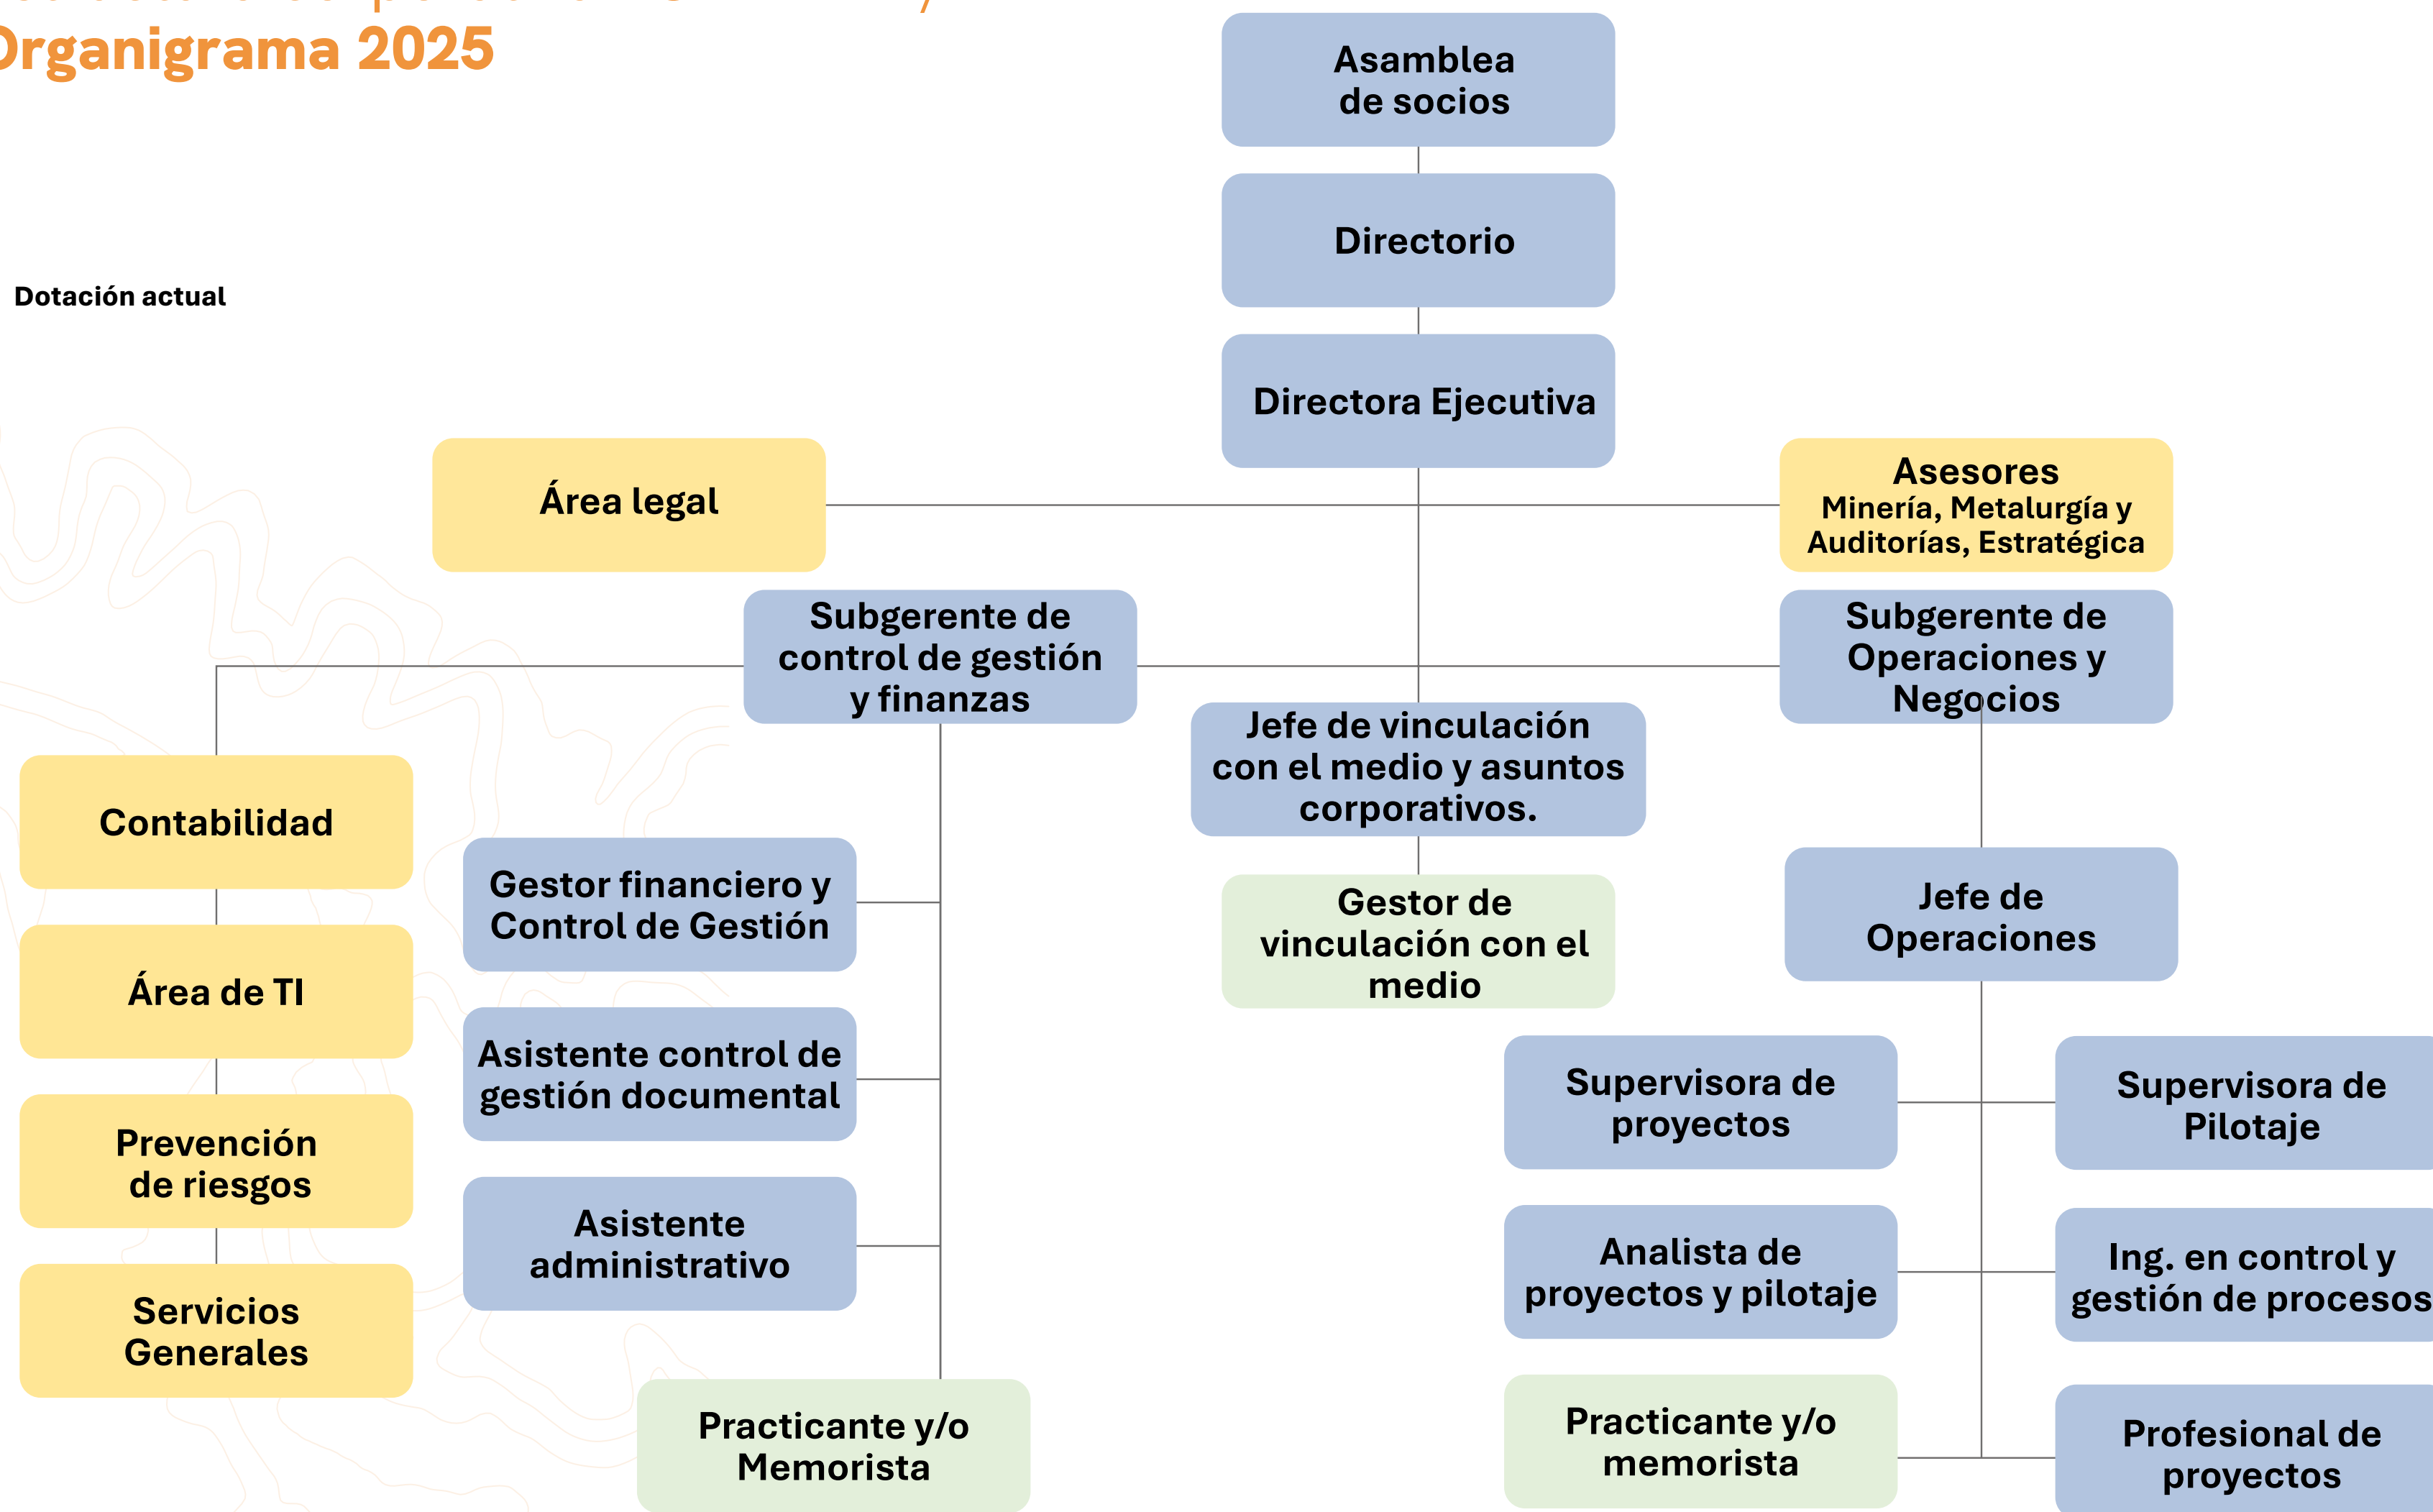 Organigrama 2025
Dotación actual
Asamblea
de socios
Directorio
Directora Ejecutiva
Área legal
Asesores
Minería, Metalurgía y
Auditorías, Estratégica
Subgerente de
control de gestión
y finanzas
Subgerente de
Operaciones y
Negocios
Jefe de vinculación
con el medio y asuntos
corporativos.
Contabilidad
Gestor financiero y
Control de Gestión
Gestor de
vinculación con el
medio
Jefe de
Operaciones
Área de TI
Asistente control de
gestión documental
Supervisora de
proyectos
Supervisora de
Pilotaje
Prevención
de riesgos
Asistente
administrativo
Analista de
proyectos y pilotaje
Ing. en control y
gestión de procesos
Servicios
Generales
Practicante y/o
Memorista
Practicante y/o
memorista
Profesional de
proyectos